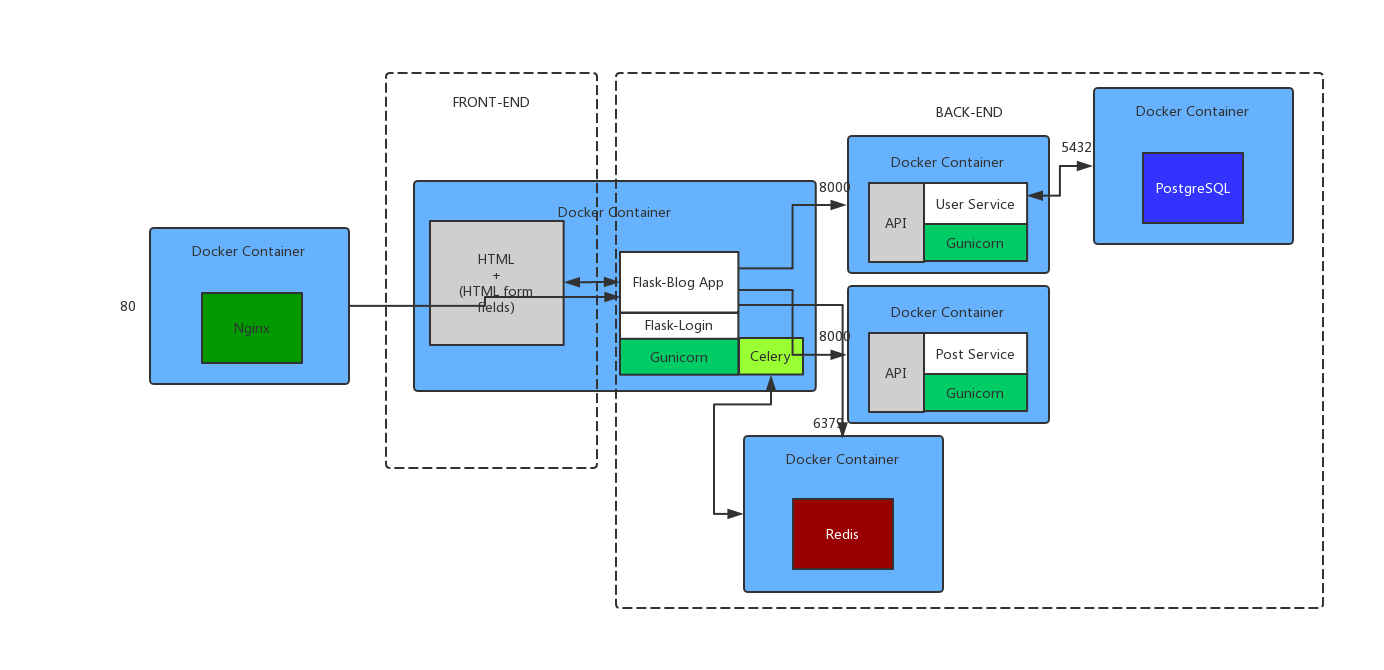 FRONT-END
BACK-END
80
Docker Container
Nginx
Docker Container
HTML
+
(HTML form
fields)
Flask-Blog App
Flask-Login
Gunicorn
Celery
8000
Docker Container
API
User Service
Gunicorn
5432
Docker Container
PostgreSQL
8000
Docker Container
API
Post Service
Gunicorn
6379
Docker Container
Redis